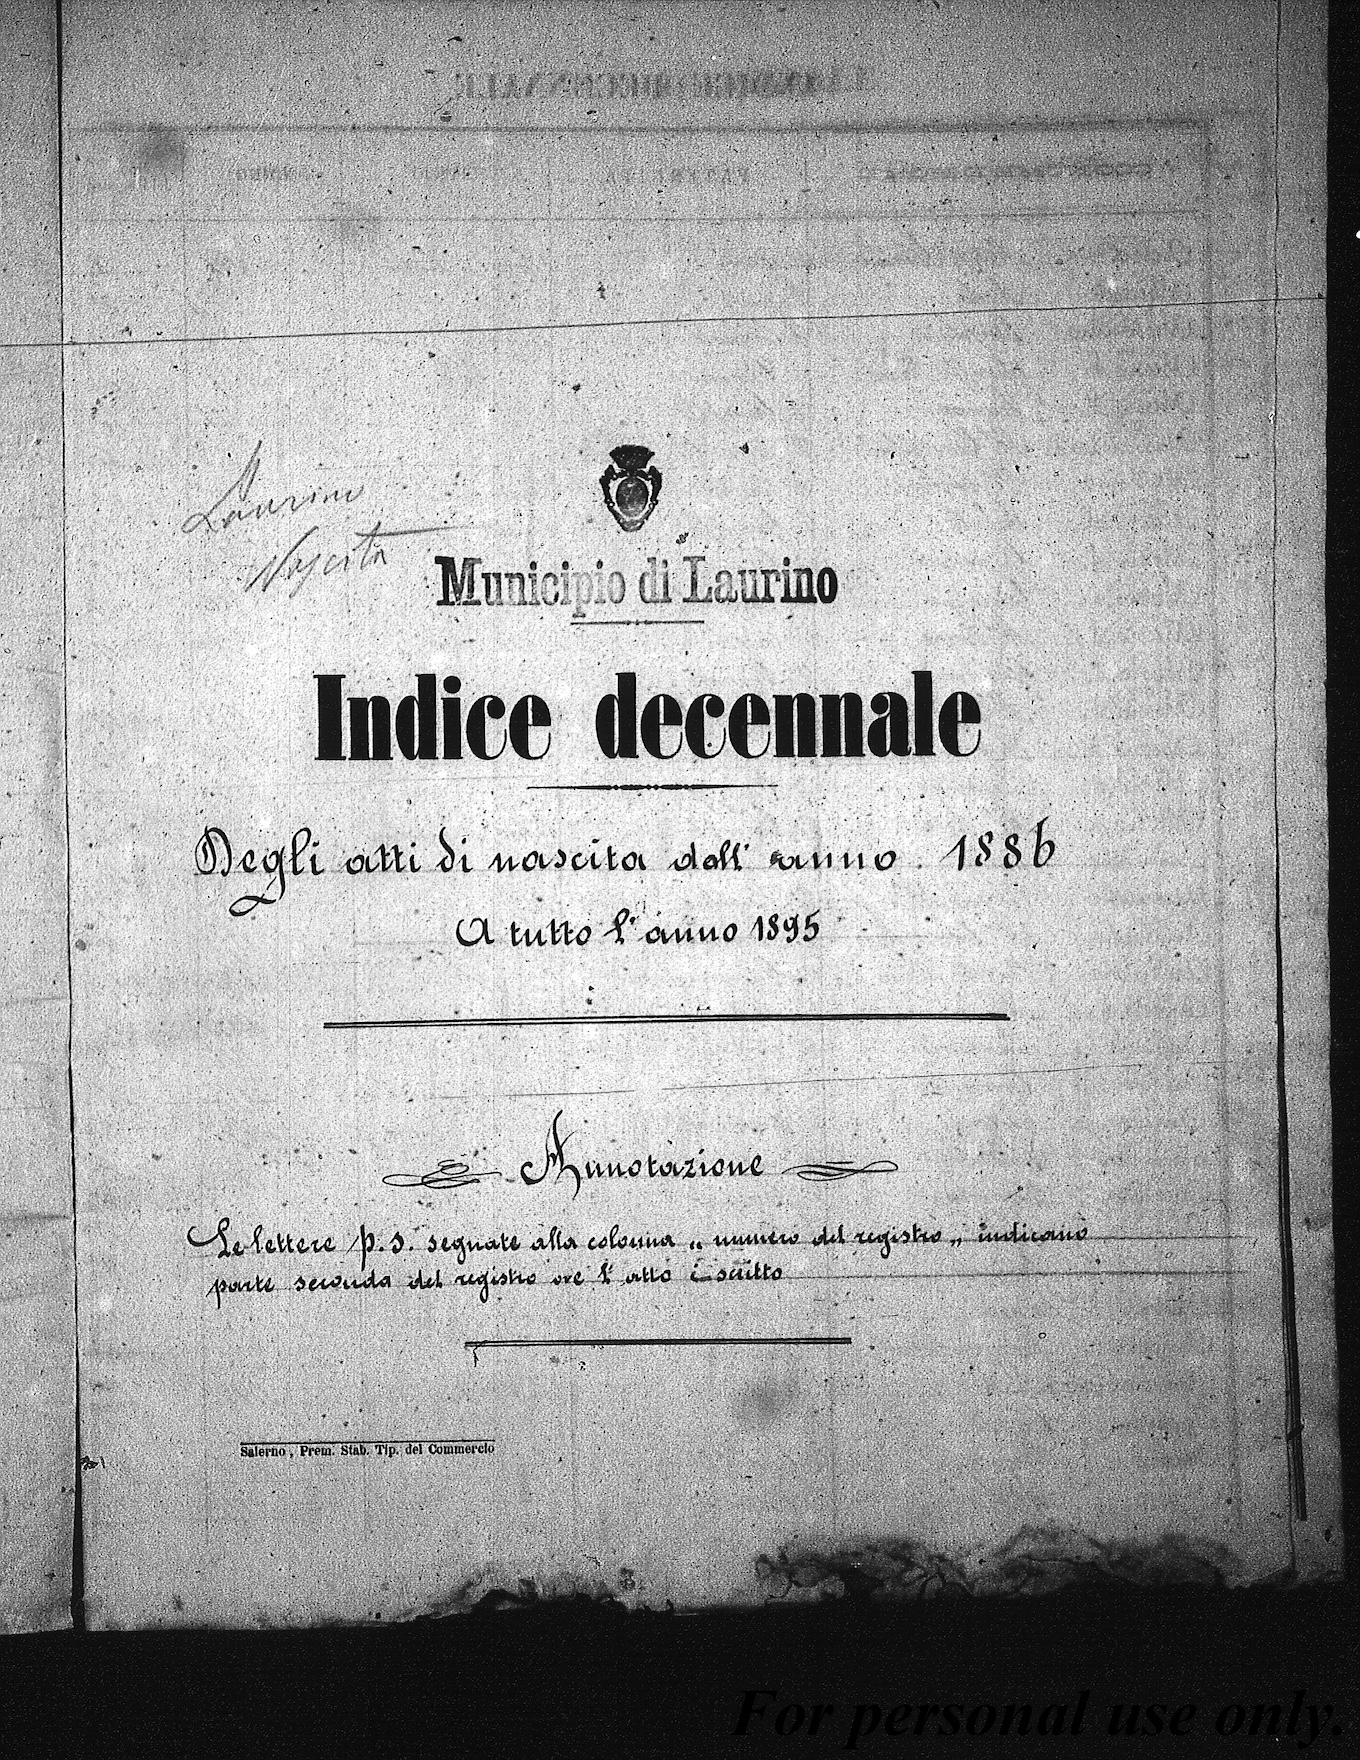 Laurino
Nascita
Municipio di Laurino
Indice decennale
Degli atti di nascita dall' anno 1886
A tutto l'anno 1895
Annotazione
Le lettere p. s. segnate alla colonna „ numero del registro „ indicano
parte seconda del registro ove l' atto è scritto
Salerno, Prem. Stab. Tip. del Commercio
For personal use only.